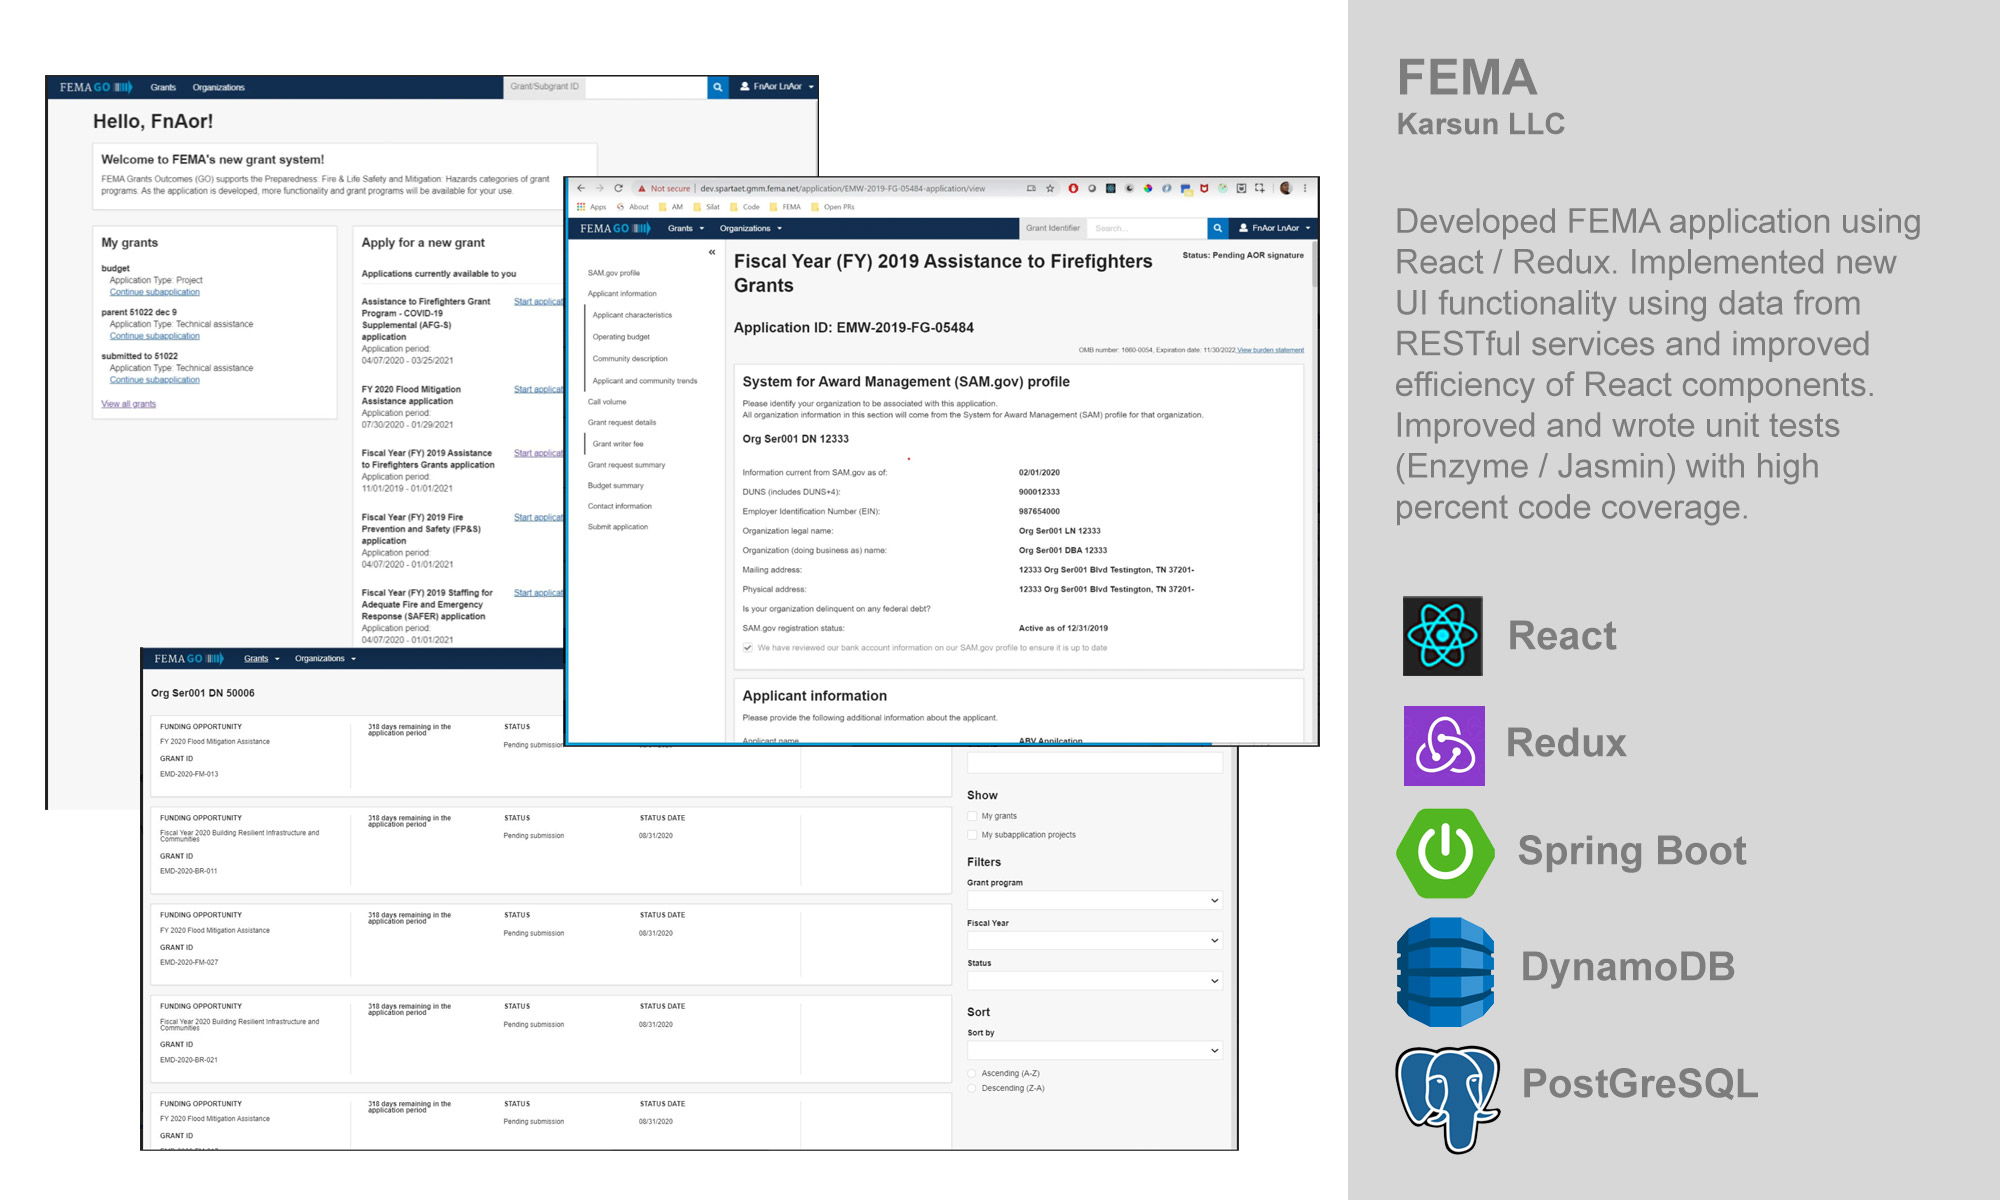 FEMA GO
Grants
Organizations
Grant/Subgrant ID
FnAor LnAor
Hello, FnAor!
Welcome to FEMA's new grant system!
FEMA Grants Outcomes (GO) supports the Preparedness: Fire & Life Safety and Mitigation: Hazards categories of grant
programs. As the application is developed, more functionality and grant programs will be available for your use.
My grants
budget
Application Type: Project
Continue subapplication
parent 51022 dec 9
Application Type: Technical assistance
Continue subapplication
submitted to 51022
Application Type: Technical assistance
Continue subapplication
View all grants
Apply for a new grant
Applications currently available to you
Assistance to Firefighters Grant
Program - COVID-19
Supplemental (AFG-S)
application
Application period:
04/07/2020 - 03/25/2021
Start applicat
FY 2020 Flood Mitigation
Assistance application
Application period:
07/30/2020 - 01/29/2021
Start applicat
Fiscal Year (FY) 2019 Assistance
to Firefighters Grants application
Application period:
11/01/2019 - 01/01/2021
Start applicat
Fiscal Year (FY) 2019 Fire
Prevention and Safety (FP&S)
application
Application period:
04/07/2020 - 01/01/2021
Start applicat
Fiscal Year (FY) 2019 Staffing for
Adequate Fire and Emergency
Response (SAFER) application
Application period:
04/07/2020 - 01/01/2021
Start applicat
Not secure | dev.spartaet.gmm.fema.net/application/EMW-2019-FG-05484-application/view
Apps
About
AM
Silat
Code
FEMA
Open PRs
FEMA GO
Grants
Organizations
Grant Identifier
Search...
FnAor LnAor
«
SAM.gov profile
Applicant information
Applicant characteristics
Operating budget
Community description
Applicant and community trends
Call volume
Grant request details
Grant writer fee
Grant request summary
Budget summary
Contact information
Submit application
Fiscal Year (FY) 2019 Assistance to Firefighters
Grants
Status: Pending AOR signature
Application ID: EMW-2019-FG-05484
OMB number: 1660-0054, Expiration date: 11/30/2022 View burden statement
System for Award Management (SAM.gov) profile
Please identify your organization to be associated with this application.
All organization information in this section will come from the System for Award Management (SAM) profile for that organization.
Org Ser001 DN 12333
Information current from SAM.gov as of: 02/01/2020
DUNS (includes DUNS+4): 900012333
Employer Identification Number (EIN): 987654000
Organization legal name: Org Ser001 LN 12333
Organization (doing business as) name: Org Ser001 DBA 12333
Mailing address: 12333 Org Ser001 Blvd Testington, TN 37201-
Physical address: 12333 Org Ser001 Blvd Testington, TN 37201-
Is your organization delinquent on any federal debt?
SAM.gov registration status: Active as of 12/31/2019
We have reviewed our bank account information on our SAM.gov profile to ensure it is up to date
Applicant information
Please provide the following additional information about the applicant.
Applicant name ABV Application
FEMA GO
Grants
Organizations
Org Ser001 DN 50006
FUNDING OPPORTUNITY
FY 2020 Flood Mitigation Assistance
GRANT ID
EMD-2020-FM-013
318 days remaining in the
application period
STATUS
Pending submission
FUNDING OPPORTUNITY
Fiscal Year 2020 Building Resilient Infrastructure and
Communities
GRANT ID
EMD-2020-BR-011
318 days remaining in the
application period
STATUS
Pending submission
STATUS DATE
08/31/2020
FUNDING OPPORTUNITY
FY 2020 Flood Mitigation Assistance
GRANT ID
EMD-2020-FM-027
318 days remaining in the
application period
STATUS
Pending submission
STATUS DATE
08/31/2020
FUNDING OPPORTUNITY
Fiscal Year 2020 Building Resilient Infrastructure and
Communities
GRANT ID
EMD-2020-BR-021
318 days remaining in the
application period
STATUS
Pending submission
STATUS DATE
08/31/2020
FUNDING OPPORTUNITY
FY 2020 Flood Mitigation Assistance
GRANT ID
318 days remaining in the
application period
STATUS
Pending submission
STATUS DATE
08/31/2020
Show
My grants
My subapplication projects
Filters
Grant program
Fiscal Year
Status
Sort
Sort by
Ascending (A-Z)
Descending (Z-A)
FEMA
Karsun LLC
Developed FEMA application using
React / Redux. Implemented new
UI functionality using data from
RESTful services and improved
efficiency of React components.
Improved and wrote unit tests
(Enzyme / Jasmin) with high
percent code coverage.
React
Redux
Spring Boot
DynamoDB
PostGreSQL